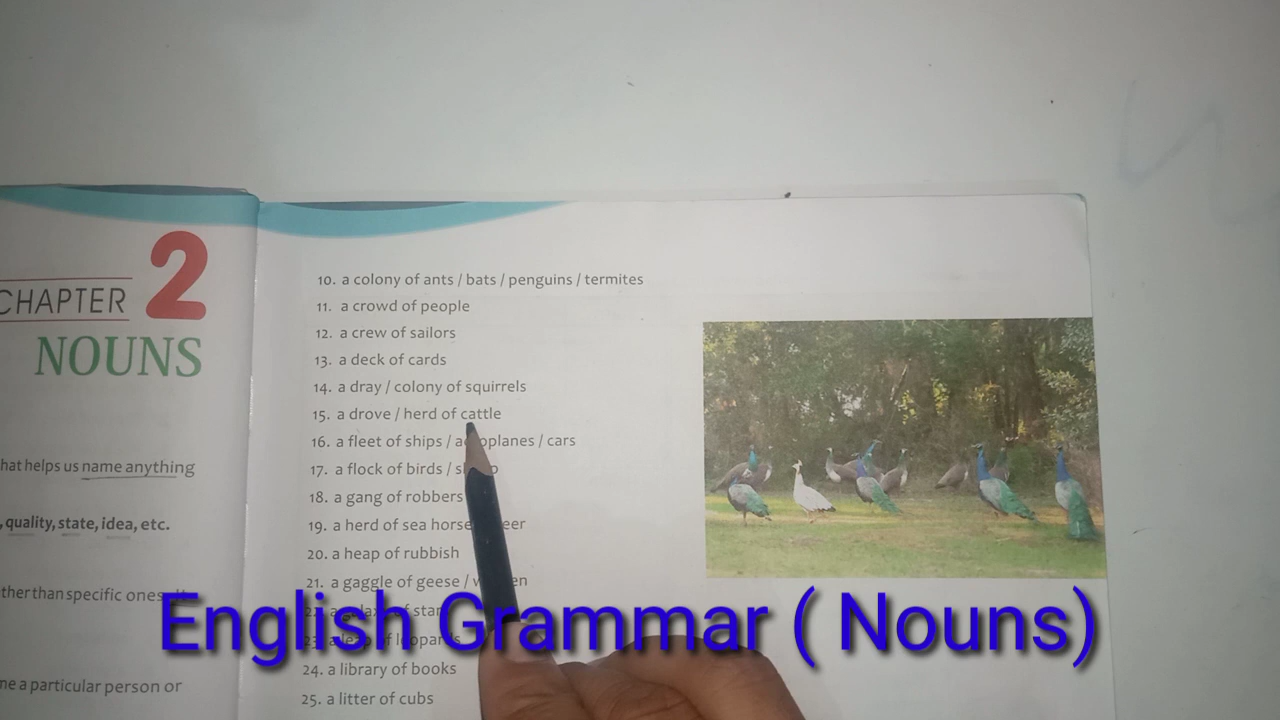 CHAPTER 2
NOUNS
hat helps us name anything
, quality, state, idea, etc.
ther than specific ones.
me a particular person or
10. a colony of ants / bats / penguins / termites
11. a crowd of people
12. a crew of sailors
13. a deck of cards
14. a dray / colony of squirrels
15. a drove / herd of cattle
16. a fleet of ships / / cars
17. a flock of birds /
18. a gang of robbers
19. a herd of sea horse
20. a heap of rubbish
21. a gaggle of geese /
24. a library of books
25. a litter of cubs
English Grammar ( Nouns)